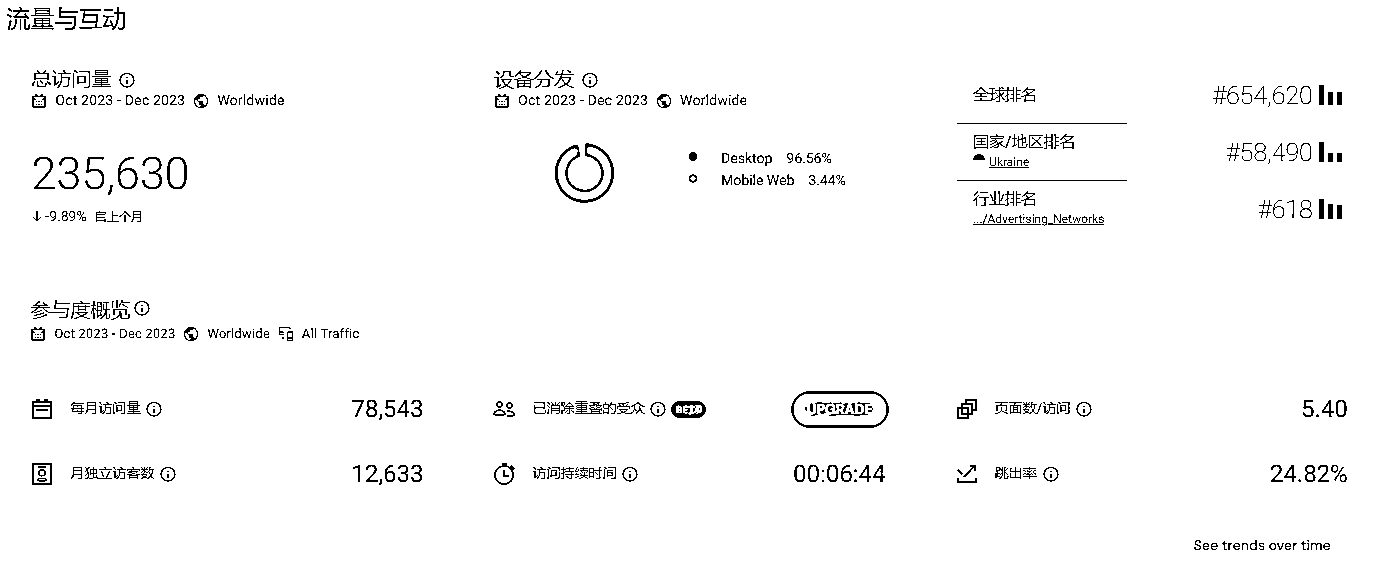 流量与互动
总访问量
Oct 2023 - Dec 2023 Worldwide
235,630
-9.89% 自上个月
设备分发
Oct 2023 - Dec 2023 Worldwide
Desktop 96.56%
Mobile Web 3.44%
全球排名 #654,620
国家/地区排名 #58,490
Ukraine
行业排名 #618
.../Advertising_Networks
参与度概览
Oct 2023 - Dec 2023 Worldwide All Traffic
每月访问量 78,543
已消除重叠的受众 beta UPGRADE
页面数/访问 5.40
月独立访客数 12,633
访问持续时间 00:06:44
跳出率 24.82%
See trends over time